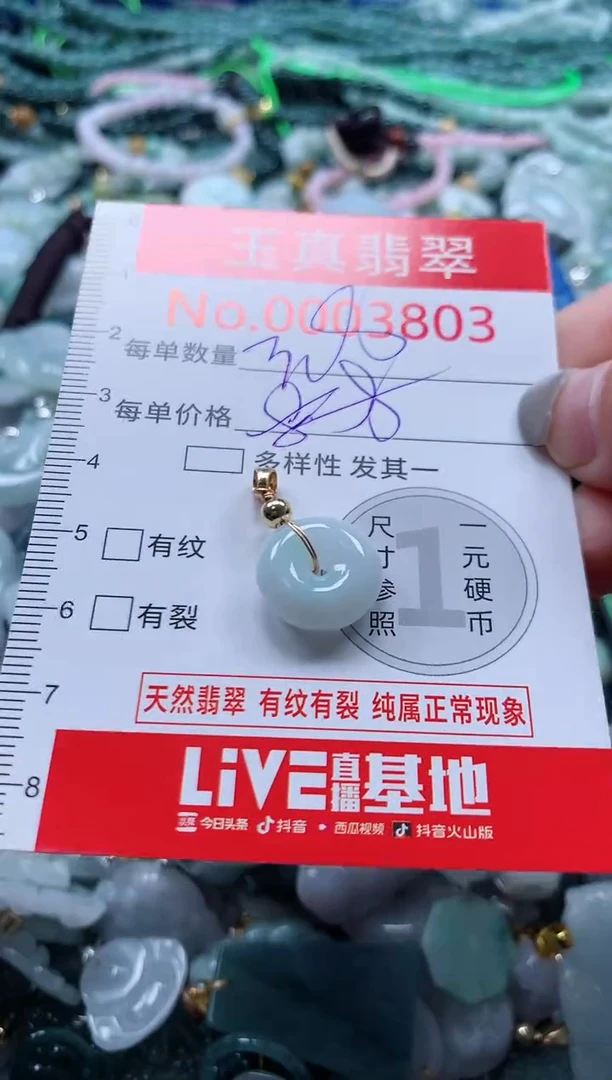 玉真翡翠
No.0003803
2
每单数量
3
每单价格
4
多样性 发其一
5
有纹
尺寸参照
1
一元硬币
6
有裂
7
天然翡翠 有纹有裂 纯属正常现象
8
LiVE直播基地
头条 今日头条 抖音 西瓜视频 抖音火山版